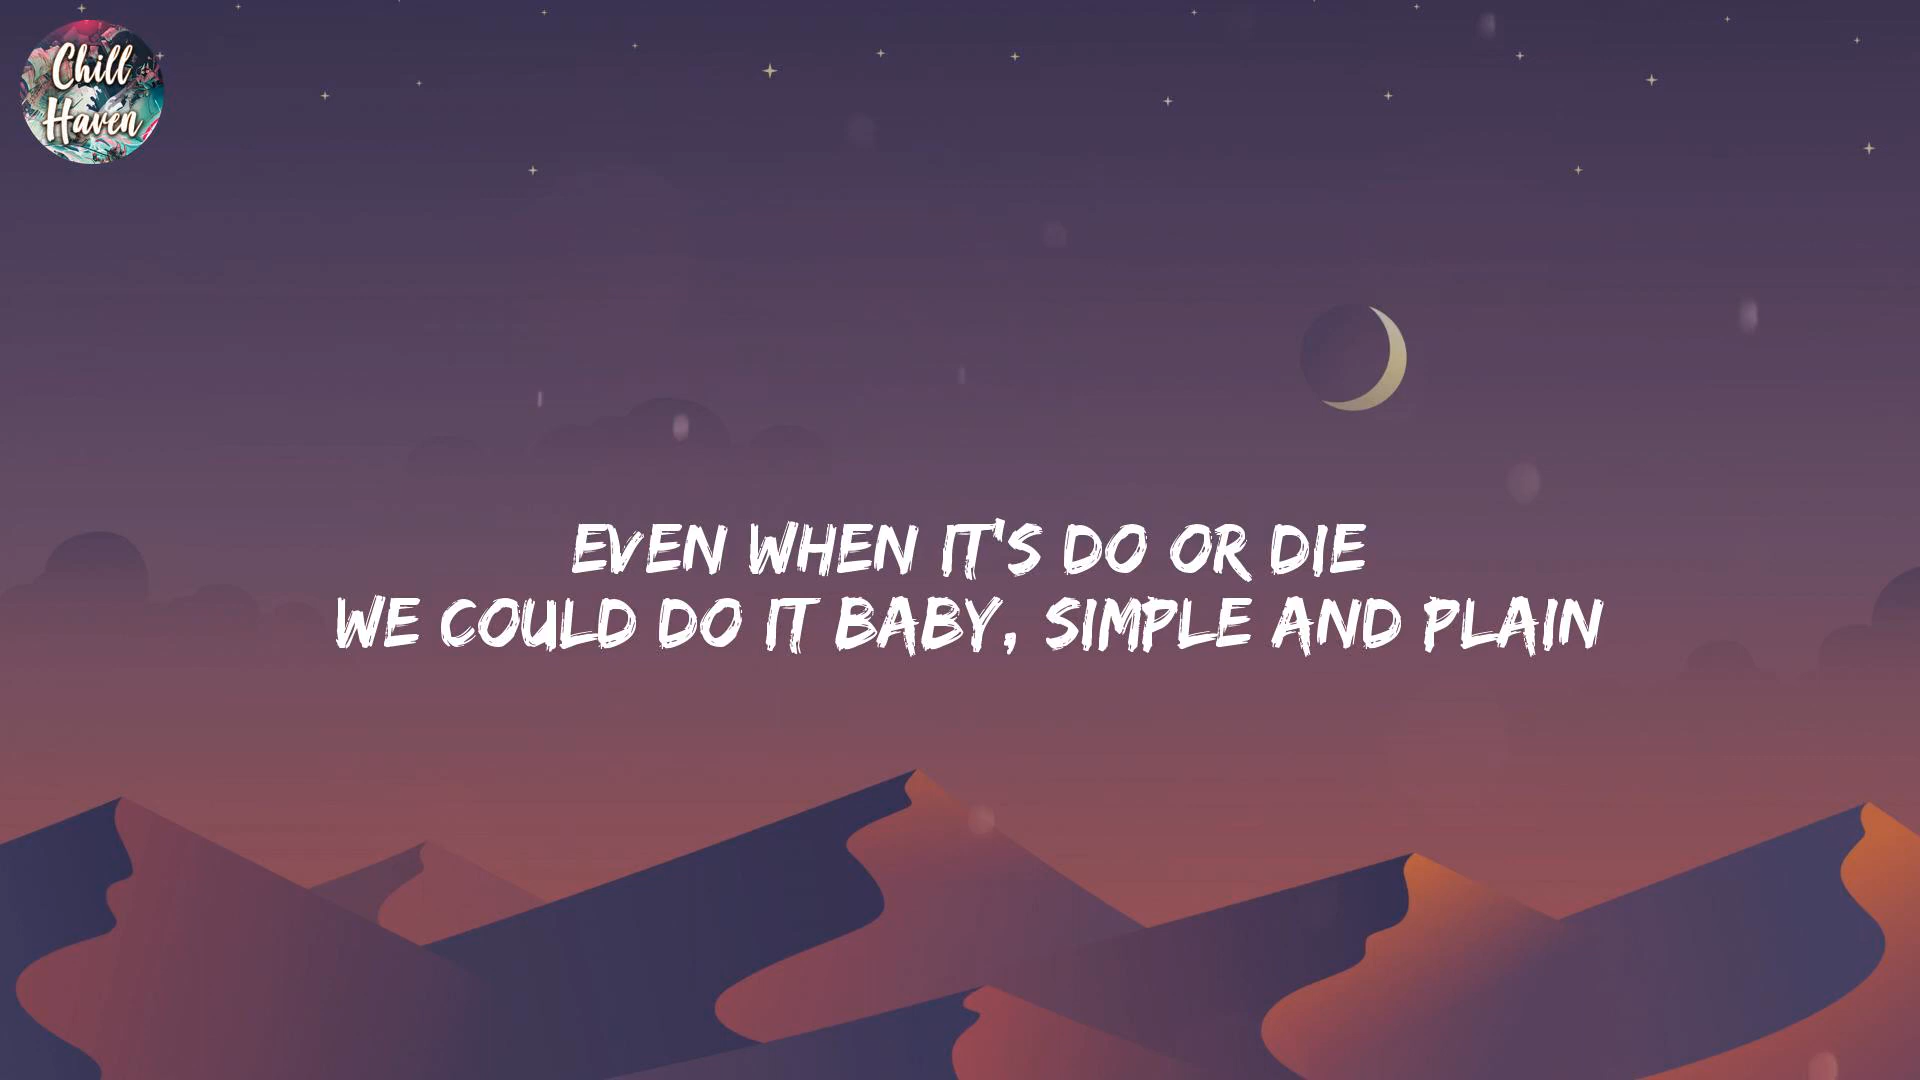 Chill
Haven
EVEN WHEN IT'S DO OR DIE
WE COULD DO IT BABY, SIMPLE AND PLAIN